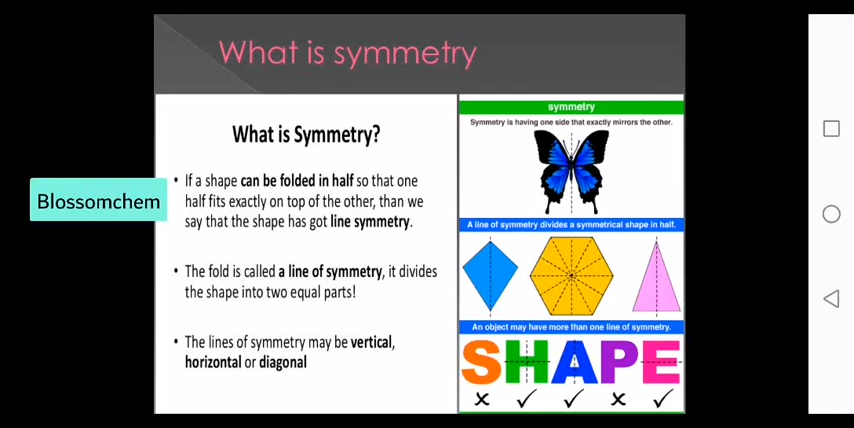 What is symmetry
What is Symmetry?
Blossomchem
• If a shape can be folded in half so that one
half fits exactly on top of the other, than we
say that the shape has got line symmetry.
• The fold is called a line of symmetry, it divides
the shape into two equal parts!
• The lines of symmetry may be vertical,
horizontal or diagonal
symmetry
Symmetry is having one side that exactly mirrors the other.
A line of symmetry divides a symmetrical shape in half.
An object may have more than one line of symmetry.
SHAPE